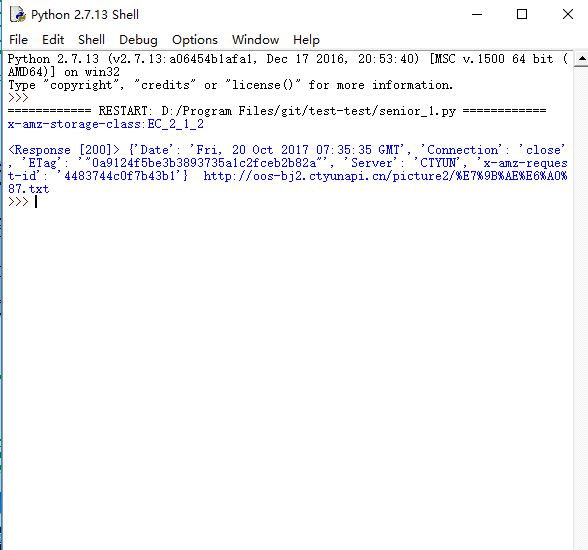 Python 2.7.13 Shell
File Edit Shell Debug Options Window Help
Python 2.7.13 (v2.7.13:a06454b1afa1, Dec 17 2016, 20:53:40) [MSC v.1500 64 bit (
AMD64)] on win32
Type "copyright", "credits" or "license()" for more information.
>>>
============ RESTART: D:/Program Files/git/test-test/senior_1.py ============
x-amz-storage-class:EC_2_1_2
<Response [200]> {'Date': 'Fri, 20 Oct 2017 07:35:35 GMT', 'Connection': 'close'
, 'ETag': '"0a9124f5be3b3893735a1c2fceb2b82a"', 'Server': 'CTYUN', 'x-amz-reques
t-id': '4483744c0f7b43b1'}  http://oos-bj2.ctyunapi.cn/picture2/%E7%9B%AE%E6%A0%
87.txt
>>>